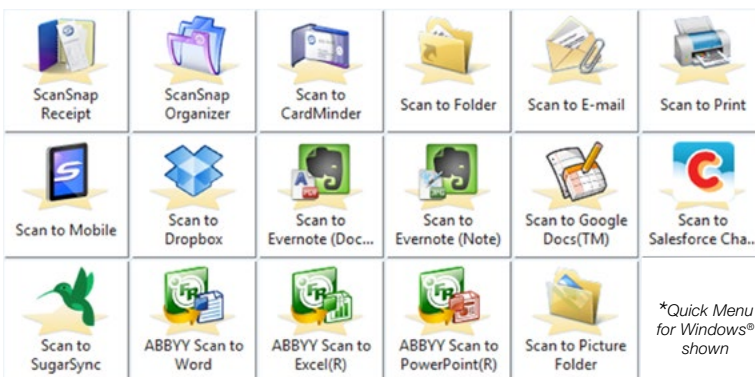 ScanSnap
Receipt
ScanSnap
Organizer
Scan to
CardMinder
Scan to Folder
Scan to E-mail
Scan to Print
Scan to Mobile
Scan to
Dropbox
Scan to
Evernote (Doc...
Scan to
Evernote (Note)
Scan to Google
Docs(TM)
Scan to
Salesforce Cha...
Scan to
SugarSync
ABBYY Scan to
Word
ABBYY Scan to
Excel(R)
ABBYY Scan to
PowerPoint(R)
Scan to Picture
Folder
*Quick Menu
for Windows®
shown